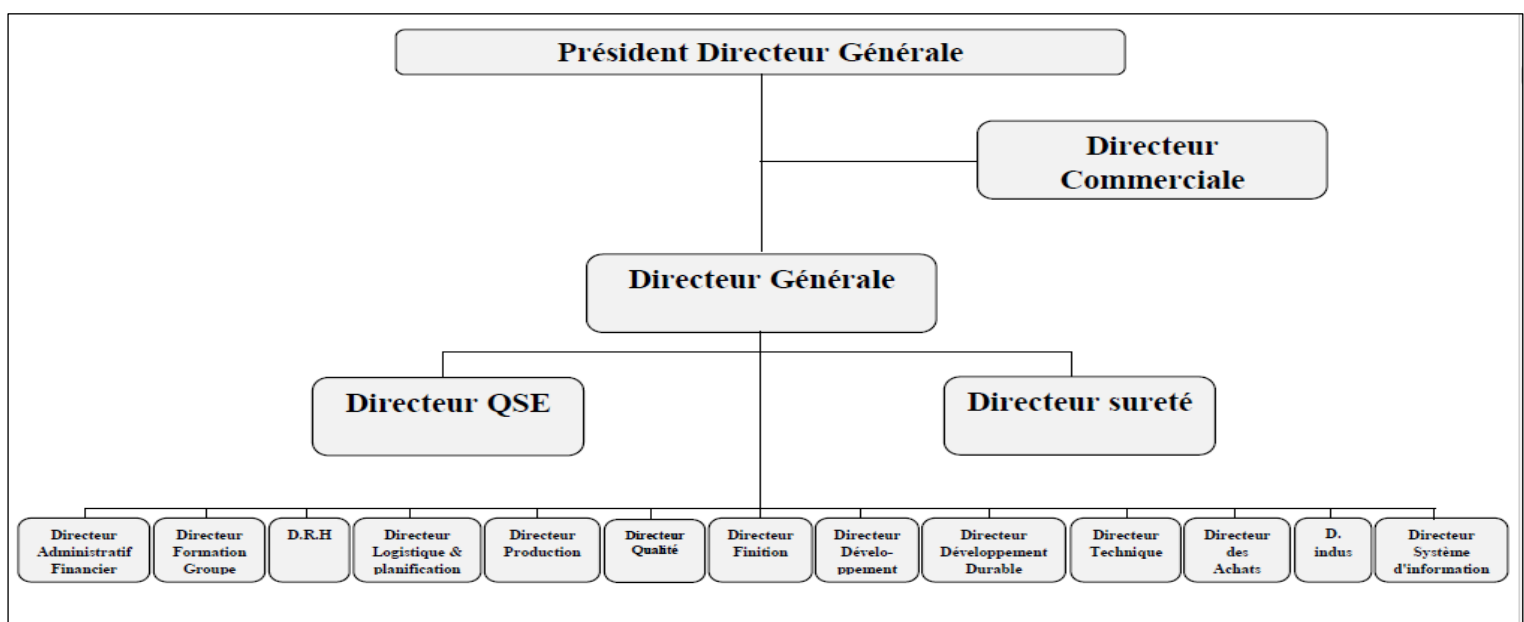 Président Directeur Générale
Directeur
Commerciale
Directeur Générale
Directeur QSE
Directeur sureté
Directeur
Administratif
Financier
Directeur
Formation
Groupe
D.R.H
Directeur
Logistique &
planification
Directeur
Production
Directeur
Qualité
Directeur
Finition
Directeur
Dévelo-
ppement
Directeur
Développement
Durable
Directeur
Technique
Directeur
des
Achats
D.
indus
Directeur
Système
d'information